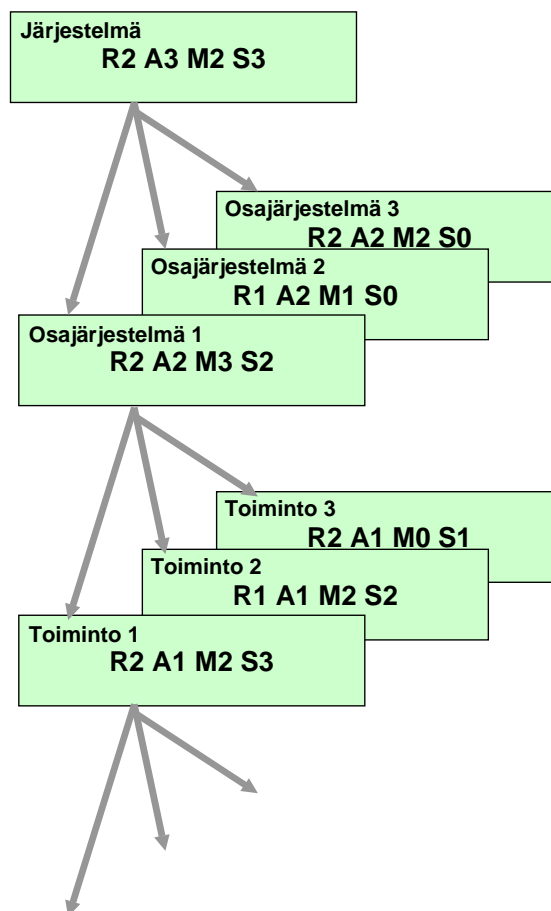 Järjestelmä
R2 A3 M2 S3
Osajärjestelmä 3
R2 A2 M2 S0
Osajärjestelmä 2
R1 A2 M1 S0
Osajärjestelmä 1
R2 A2 M3 S2
Toiminto 3
R2 A1 M0 S1
Toiminto 2
R1 A1 M2 S2
Toiminto 1
R2 A1 M2 S3